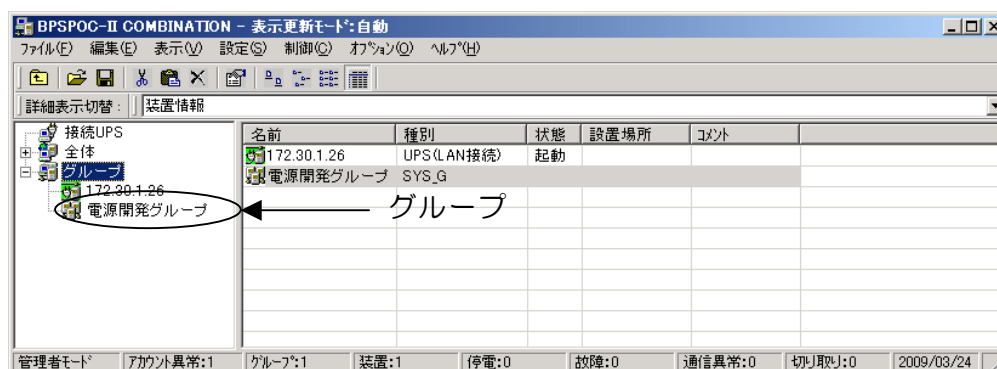 BPSPOC-II COMBINATION - 表示更新ﾓｰﾄﾞ:自動
ﾌｧｲﾙ(F) 編集(E) 表示(V) 設定(S) 制御(C) ｵﾌﾟｼｮﾝ(O) ﾍﾙﾌﾟ(H)
詳細表示切替: 装置情報
接続UPS
全体
グループ
172.30.1.26
電源開発グループ
名前 種別 状態 設置場所 ｺﾒﾝﾄ
172.30.1.26 UPS(LAN接続) 起動
電源開発グループ SYS_G
グループ
管理者ﾓｰﾄﾞ ｱｶｳﾝﾄ異常:1 ｸﾞﾙｰﾌﾟ:1 装置:1 停電:0 故障:0 通信異常:0 切り取り:0 2009/03/24